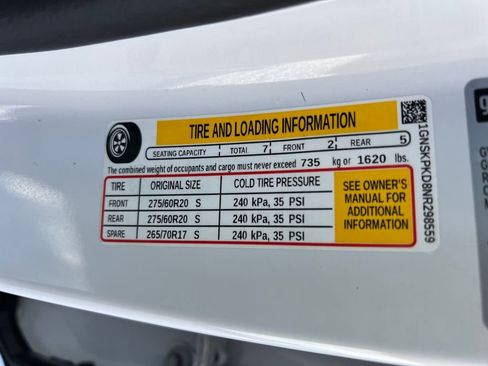 TIRE AND LOADING INFORMATION
SEATING CAPACITY TOTAL 7 FRONT 2 REAR 5
The combined weight of occupants and cargo must never exceed 735 kg or 1620 lbs.
TIRE ORIGINAL SIZE COLD TIRE PRESSURE
FRONT 275/60R20 S 240 kPa, 35 PSI
REAR 275/60R20 S 240 kPa, 35 PSI
SPARE 265/70R17 S 240 kPa, 35 PSI
SEE OWNER'S
MANUAL FOR
ADDITIONAL
INFORMATION
1GNSKPKD8NR298559